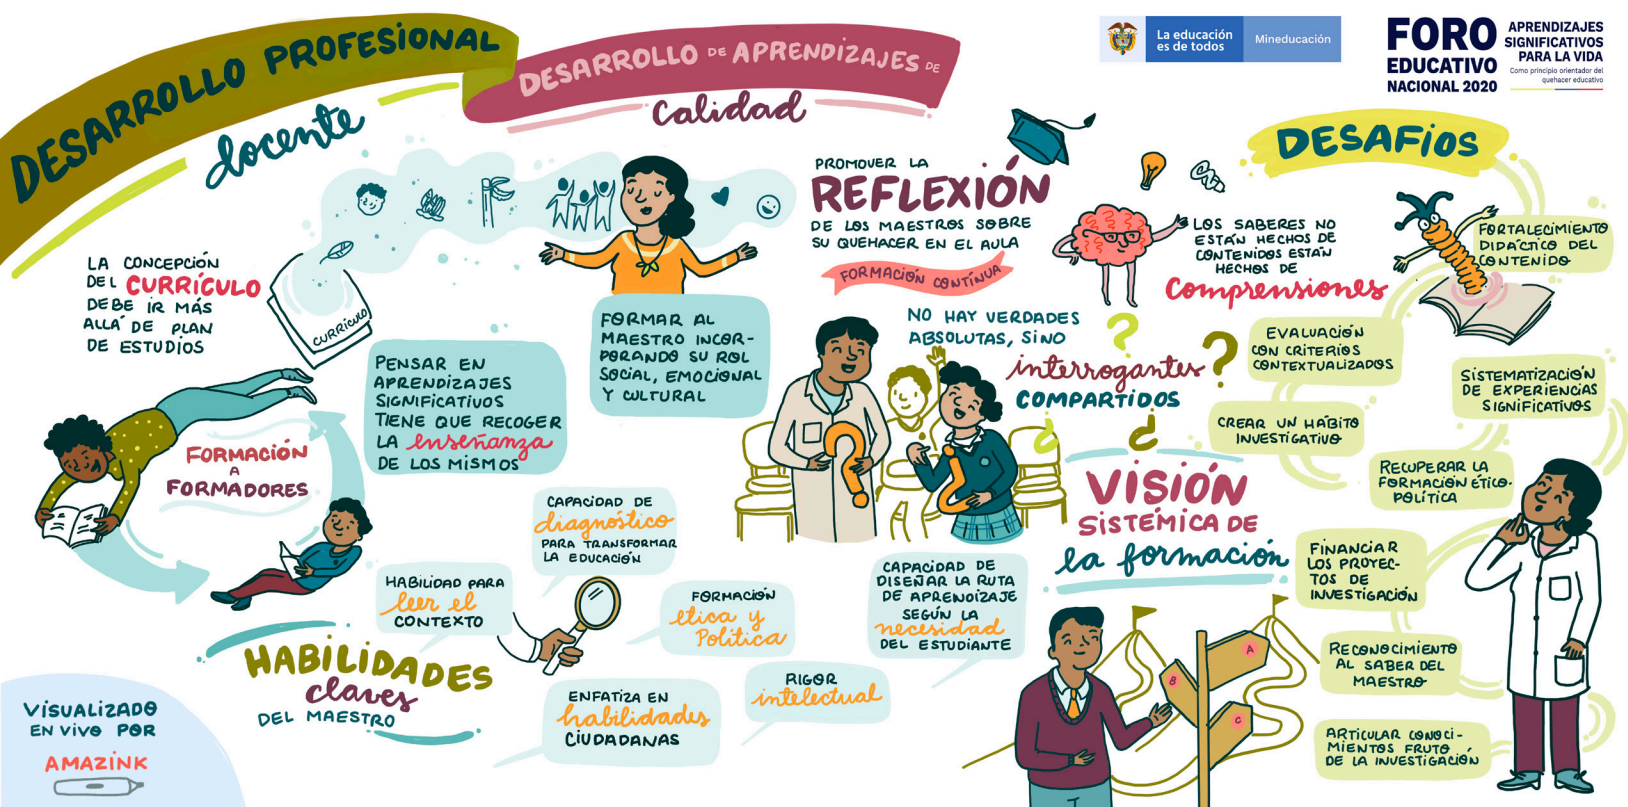 DESARROLLO PROFESIONAL
docente
DESARROLLO DE APRENDIZAJES DE
Calidad
La educación
es de todos
Mineducación
FORO
EDUCATIVO
NACIONAL 2020
APRENDIZAJES
SIGNIFICATIVOS
PARA LA VIDA
Como principio orientador del
quehacer educativo
LA CONCEPCIÓN
DEL CURRÍCULO
DEBE IR MÁS
ALLÁ DE PLAN
DE ESTUDIOS
CURRÍCULO
FORMACIÓN
A
FORMADORES
PENSAR EN
APRENDIZAJES
SIGNIFICATIVOS
TIENE QUE RECOGER
LA enseñanza
DE LOS MISMOS
FORMAR AL
MAESTRO INCOR-
PORANDO SU ROL
SOCIAL, EMOCIONAL
Y CULTURAL
PROMOVER LA
REFLEXIÓN
DE LOS MAESTROS SOBRE
SU QUEHACER EN EL AULA
FORMACIÓN CONTÍNUA
NO HAY VERDADES
ABSOLUTAS, SINO
interrogantes
COMPARTIDOS
? ? ¿ ¿
? ¿
LOS SABERES NO
ESTÁN HECHOS DE
CONTENIDOS ESTÁN
HECHOS DE
Comprensiones
HABILIDADES
claves
DEL MAESTRO
HABILIDAD PARA
leer el
CONTEXTO
CAPACIDAD DE
diagnóstico
PARA TRANSFORMAR
LA EDUCACIÓN
FORMACIÓN
etica y
Política
ENFATIZA EN
habilidades
CIUDADANAS
RIGOR
intelectual
CAPACIDAD DE
DISEÑAR LA RUTA
DE APRENDIZAJE
SEGÚN LA
necesidad
DEL ESTUDIANTE
VISIÓN
SISTÉMICA DE
la formación
A
B
C
DESAFÍOS
FORTALECIMIENTO
DIDÁCTICO DEL
CONTENIDO
EVALUACIÓN
CON CRITERIOS
CONTEXTUALIZADOS
SISTEMATIZACIÓN
DE EXPERIENCIAS
SIGNIFICATIVOS
CREAR UN HÁBITO
INVESTIGATIVO
RECUPERAR LA
FORMACIÓN ÉTICO-
POLÍTICA
FINANCIAR
LOS PROYEC-
TOS DE
INVESTIGACIÓN
RECONOCIMIENTO
AL SABER DEL
MAESTRO
ARTICULAR CONOCI-
MIENTOS FRUTO
DE LA INVESTIGACIÓN
VISUALIZADO
EN VIVO POR
AMAZINK